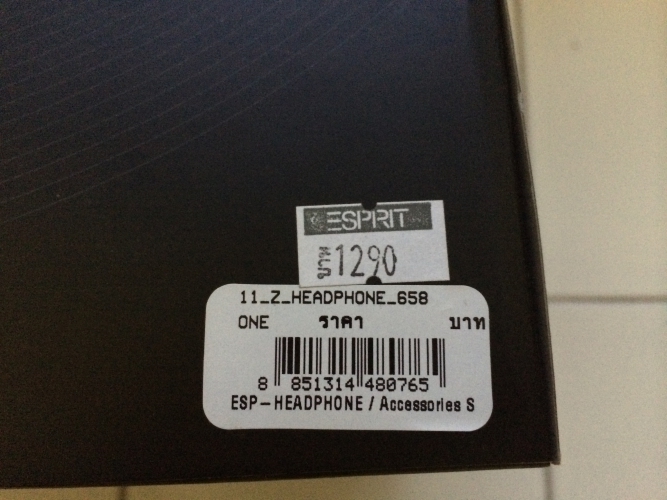 ESPRIT
บาท 1290
11_Z_HEADPHONE_658
ONE ราคา บาท
8 851314 480765
ESP-HEADPHONE / Accessories S